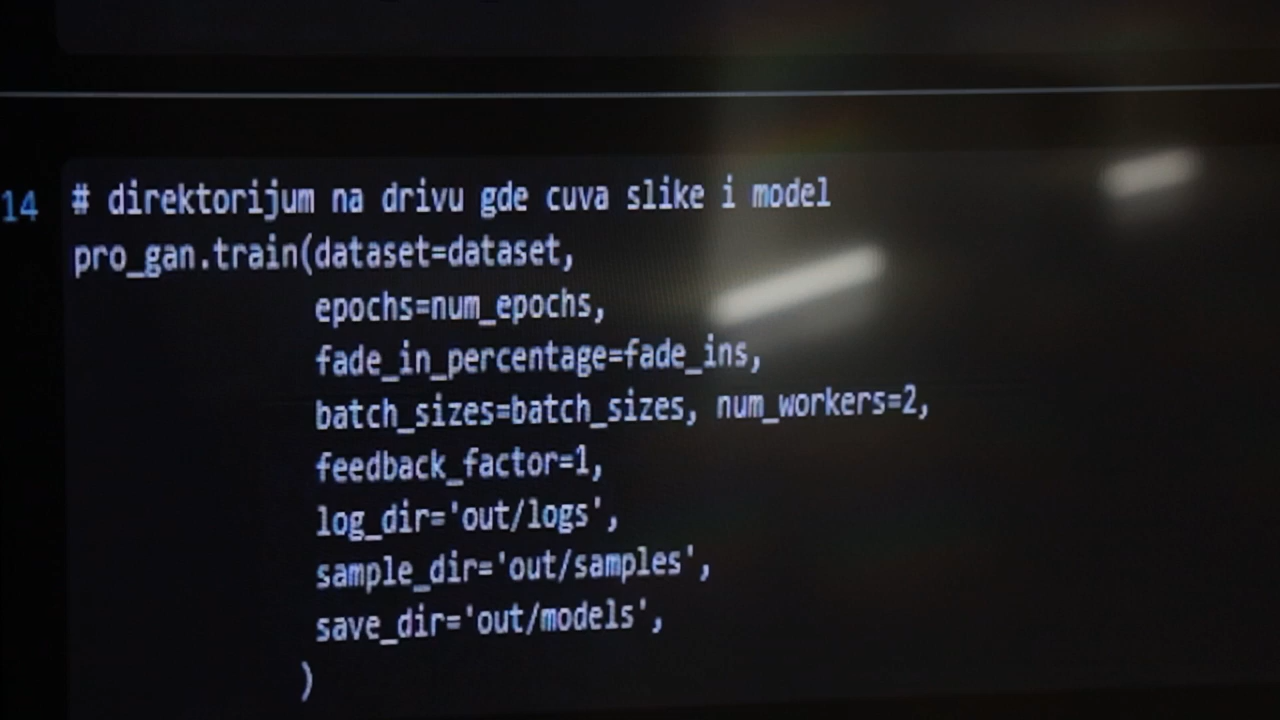 14
# direktorijum na drivu gde cuva slike i model
pro_gan.train(dataset=dataset,
epochs=num_epochs,
fade_in_percentage=fade_ins,
batch_sizes=batch_sizes, num_workers=2,
feedback_factor=1,
log_dir='out/logs',
sample_dir='out/samples',
save_dir='out/models',
)